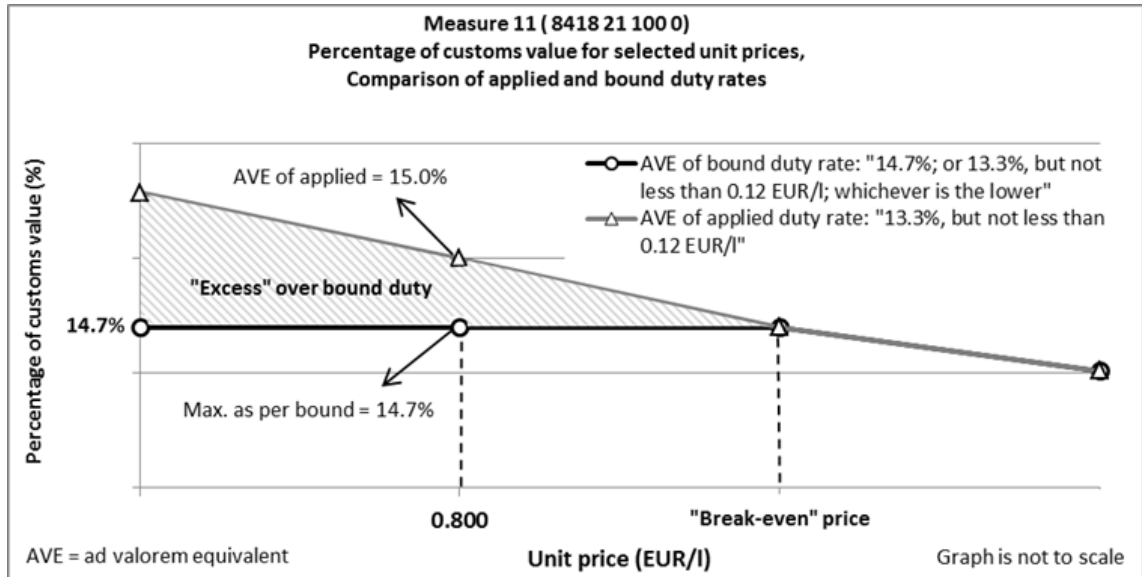 Measure 11 ( 8418 21 100 0)
Percentage of customs value for selected unit prices,
Comparison of applied and bound duty rates
Percentage of customs value (%)
AVE of applied = 15.0%
AVE of bound duty rate: "14.7%; or 13.3%, but not
less than 0.12 EUR/l; whichever is the lower"
AVE of applied duty rate: "13.3%, but not less than
0.12 EUR/l"
"Excess" over bound duty
14.7%
Max. as per bound = 14.7%
0.800
"Break-even" price
AVE = ad valorem equivalent
Unit price (EUR/l)
Graph is not to scale